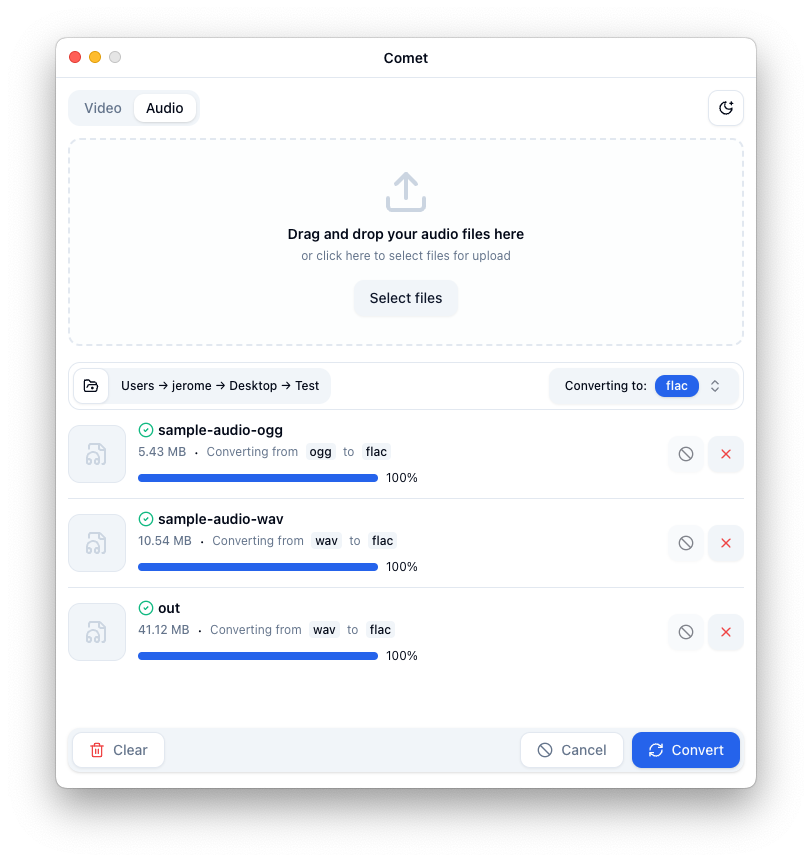 Comet
Video Audio
Drag and drop your audio files here
or click here to select files for upload
Select files
Users → jerome → Desktop → Test Converting to: flac
sample-audio-ogg
5.43 MB • Converting from ogg to flac
100%
sample-audio-wav
10.54 MB • Converting from wav to flac
100%
out
41.12 MB • Converting from wav to flac
100%
Clear Cancel Convert